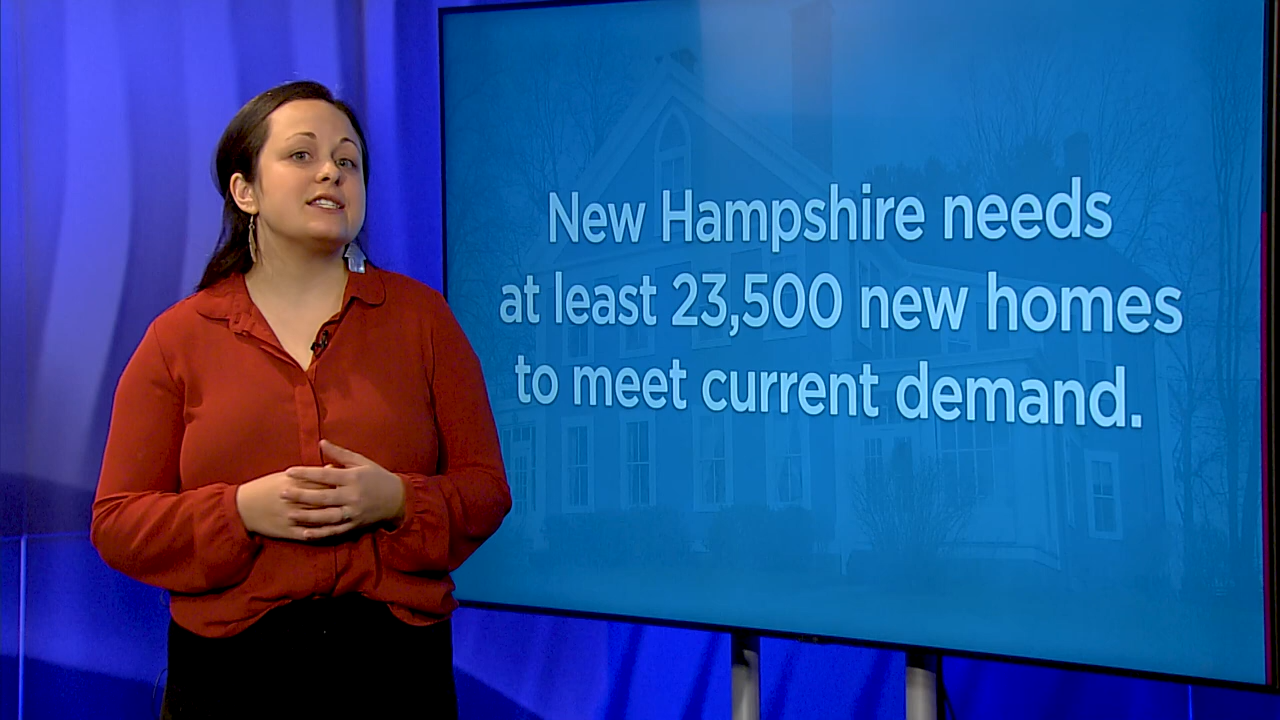 New Hampshire needs
at least 23,500 new homes
to meet current demand.